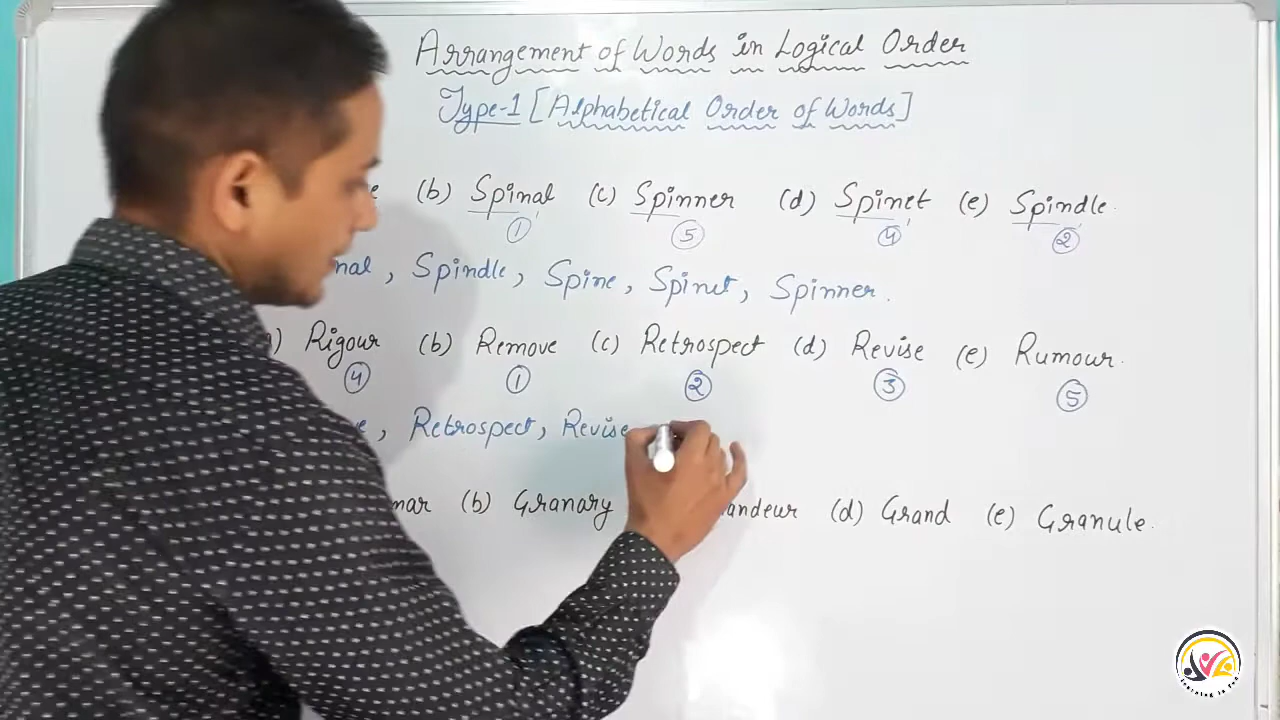 Arrangement of Words in Logical Order
Type-1 [Alphabetical Order of Words]
e (b) Spinal (c) Spinner (d) Spinet (e) Spindle.
1 5 4 2
nal, Spindle, Spine, Spinet, Spinner.
) Rigour (b) Remove (c) Retrospect (d) Revise (e) Rumour.
4 1 2 3 5
e, Retrospect, Revise
mar (b) Granary andeur (d) Grand (e) Granule.